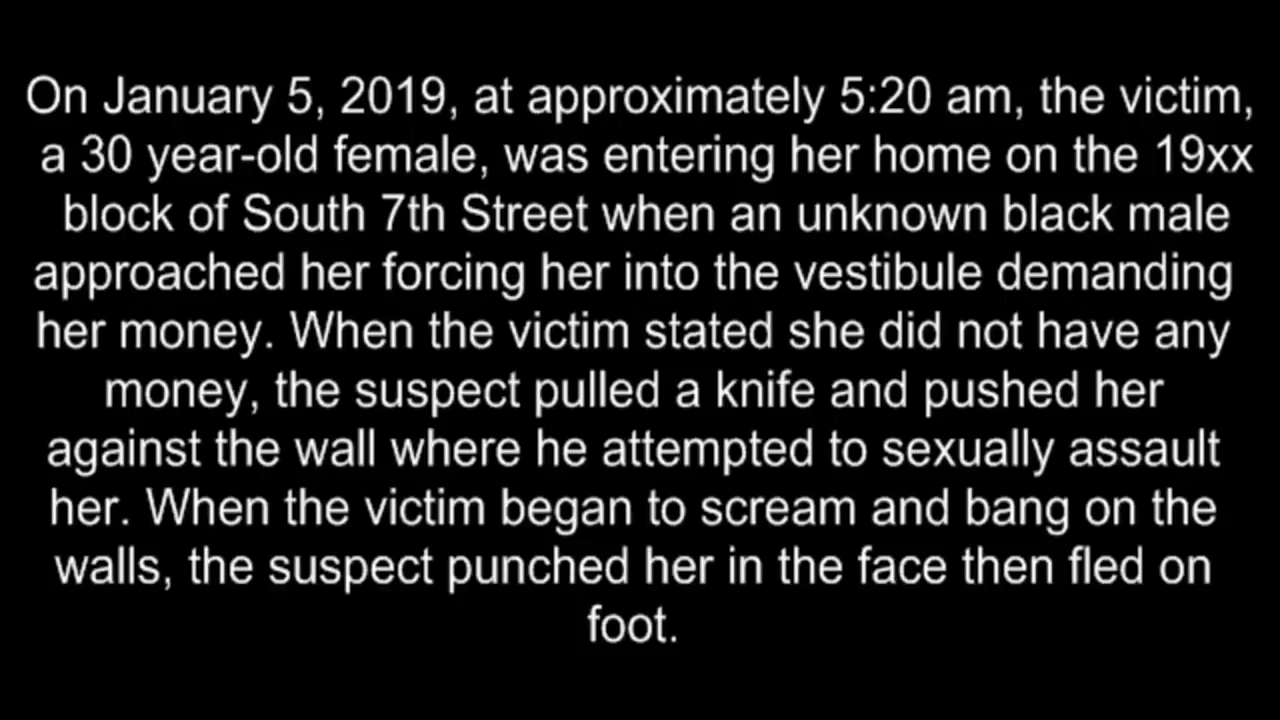 On January 5, 2019, at approximately 5:20 am, the victim,
a 30 year-old female, was entering her home on the 19xx
block of South 7th Street when an unknown black male
approached her forcing her into the vestibule demanding
her money. When the victim stated she did not have any
money, the suspect pulled a knife and pushed her
against the wall where he attempted to sexually assault
her. When the victim began to scream and bang on the
walls, the suspect punched her in the face then fled on
foot.